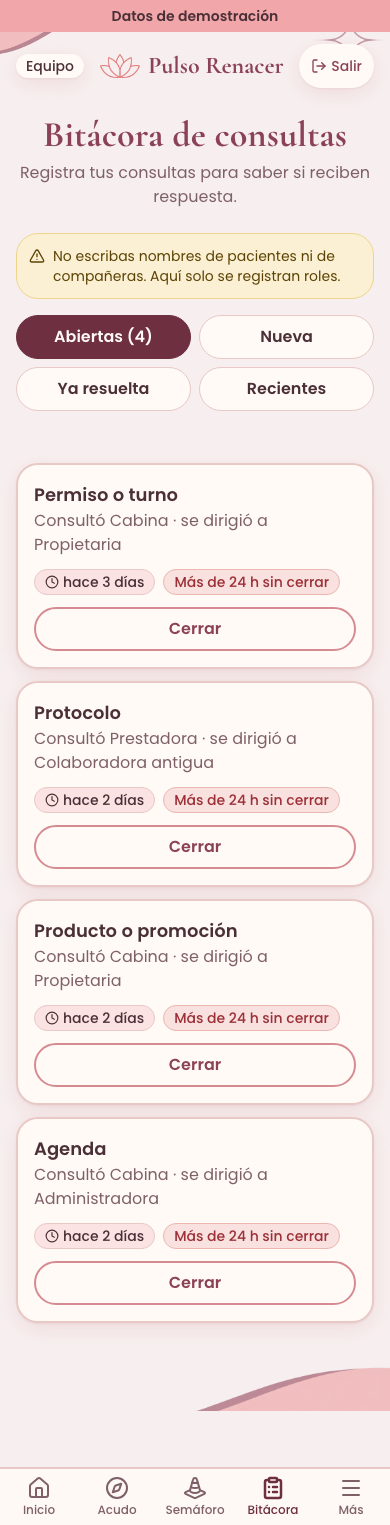 Datos de demostración
Equipo
Pulso Renacer
Salir
Bitácora de consultas
Registra tus consultas para saber si reciben
respuesta.
No escribas nombres de pacientes ni de
compañeras. Aquí solo se registran roles.
Abiertas (4)
Nueva
Ya resuelta
Recientes
Permiso o turno
Consultó Cabina · se dirigió a
Propietaria
hace 3 días
Más de 24 h sin cerrar
Cerrar
Protocolo
Consultó Prestadora · se dirigió a
Colaboradora antigua
hace 2 días
Más de 24 h sin cerrar
Cerrar
Producto o promoción
Consultó Cabina · se dirigió a
Propietaria
hace 2 días
Más de 24 h sin cerrar
Cerrar
Agenda
Consultó Cabina · se dirigió a
Administradora
hace 2 días
Más de 24 h sin cerrar
Cerrar
Inicio
Acudo
Semáforo
Bitácora
Más